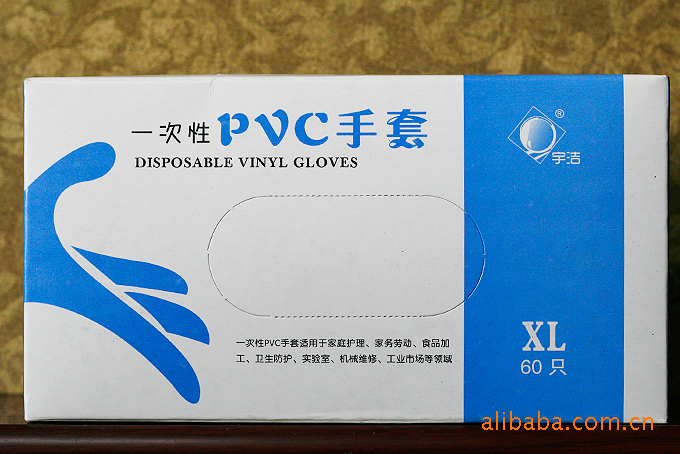 一次性PVC手套
DISPOSABLE VINYL GLOVES
®
宇洁
一次性PVC手套适用于家庭护理、家务劳动、食品加
工、卫生防护、实验室、机械维修、工业市场等领域
XL
60只
alibaba.com.cn